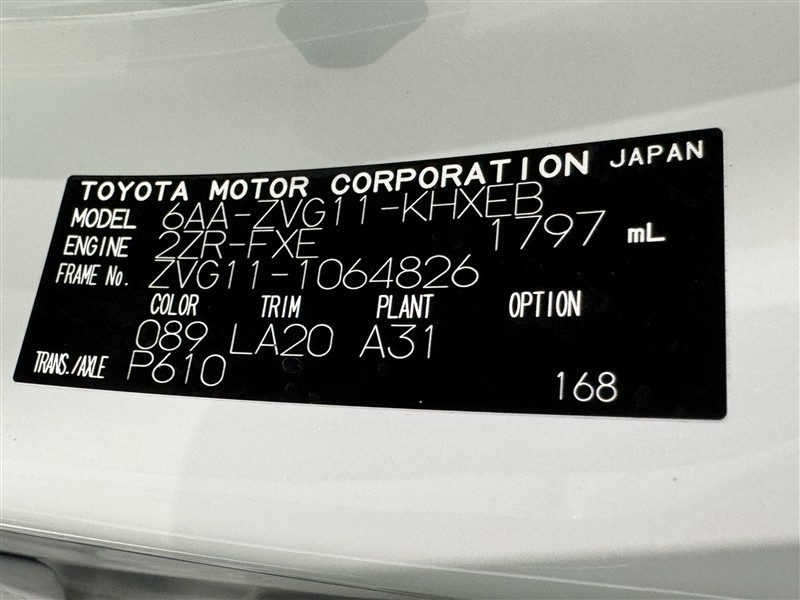 TOYOTA MOTOR CORPORATION JAPAN
MODEL 6AA-ZVG11-KHXEB
ENGINE 2ZR-FXE 1797 mL
FRAME No. ZVG11-1064826
COLOR TRIM PLANT OPTION
089 LA20 A31
TRANS./AXLE P610
168